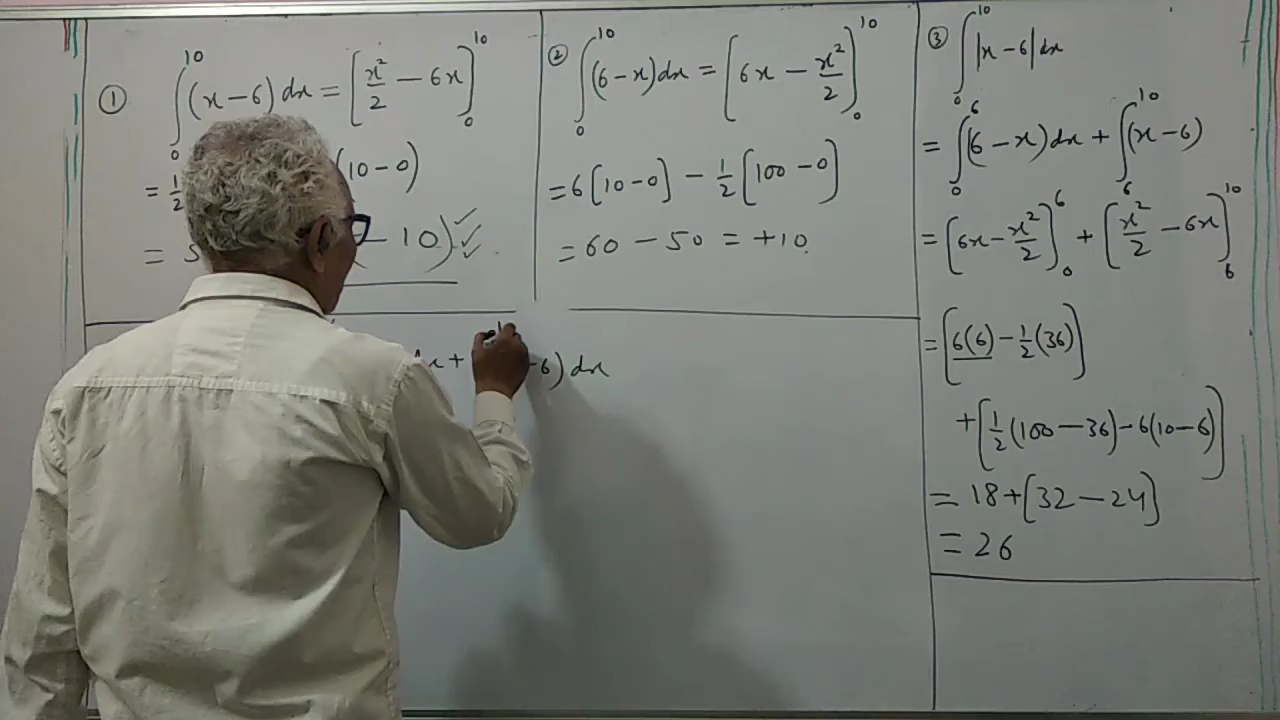 ① ∫₀¹⁰ (x − 6) dx = [x²/2 − 6x]₀¹⁰
= 1/2 (10 − 0)
= 5 − 10) ✓✓✓
② ∫₀¹⁰ (6 − x) dx = [6x − x²/2]₀¹⁰
= 6[10 − 0] − 1/2[100 − 0]
= 60 − 50 = +10.
③ ∫₀¹⁰ |x − 6| dx
= ∫₀⁶ (6 − x) dx + ∫₆¹⁰ (x − 6)
= [6x − x²/2]₀⁶ + [x²/2 − 6x]₆¹⁰
= [6(6) − 1/2(36)]
+ [1/2(100 − 36) − 6(10 − 6)]
= 18 + [32 − 24]
= 26
dx + − 6) dx